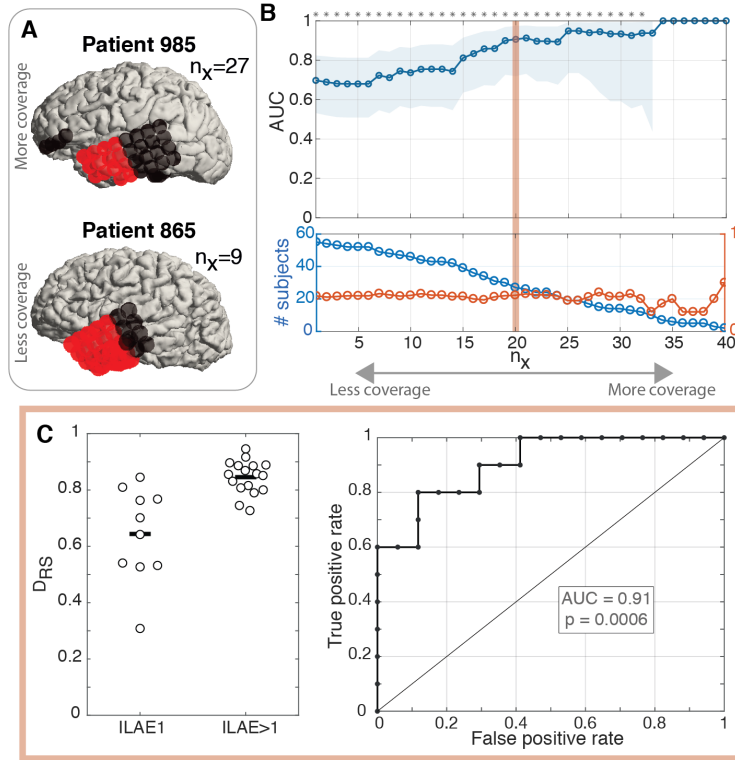 A
Patient 985
nx=27
More coverage
Patient 865
nx=9
Less coverage
B
* * * * * * * * * * * * * * * * * * * * * * * * * * * * * * * *
AUC
1
0.8
0.6
0.4
0.2
0
# subjects
60
40
20
0
1
0
5 10 15 20 25 30 35 40
nx
Less coverage More coverage
C
DRS
1
0.8
0.6
0.4
0.2
0
ILAE1 ILAE>1
True positive rate
1
0.8
0.6
0.4
0.2
0
AUC = 0.91
p = 0.0006
0 0.2 0.4 0.6 0.8 1
False positive rate